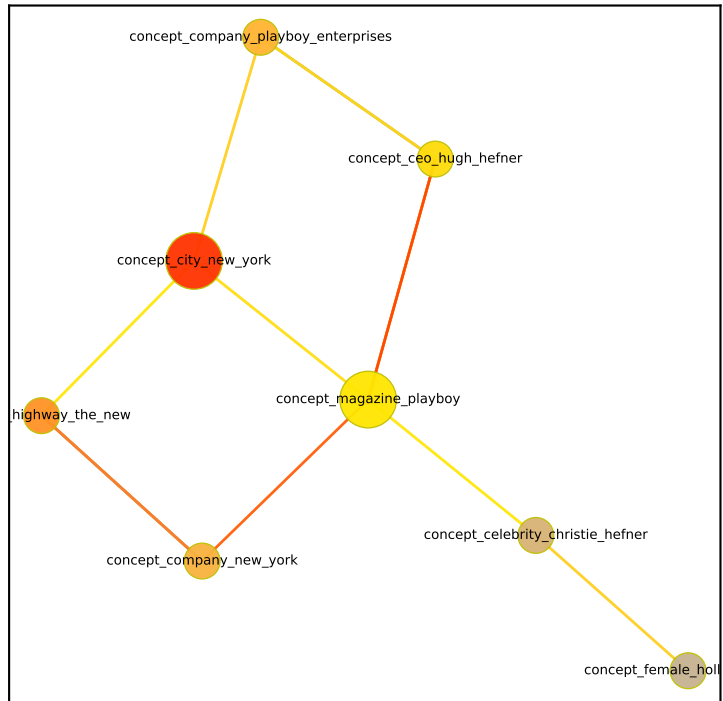 concept_company_playboy_enterprises
concept_ceo_hugh_hefner
concept_city_new_york
concept_magazine_playboy
_highway_the_new
concept_celebrity_christie_hefner
concept_company_new_york
concept_female_holl